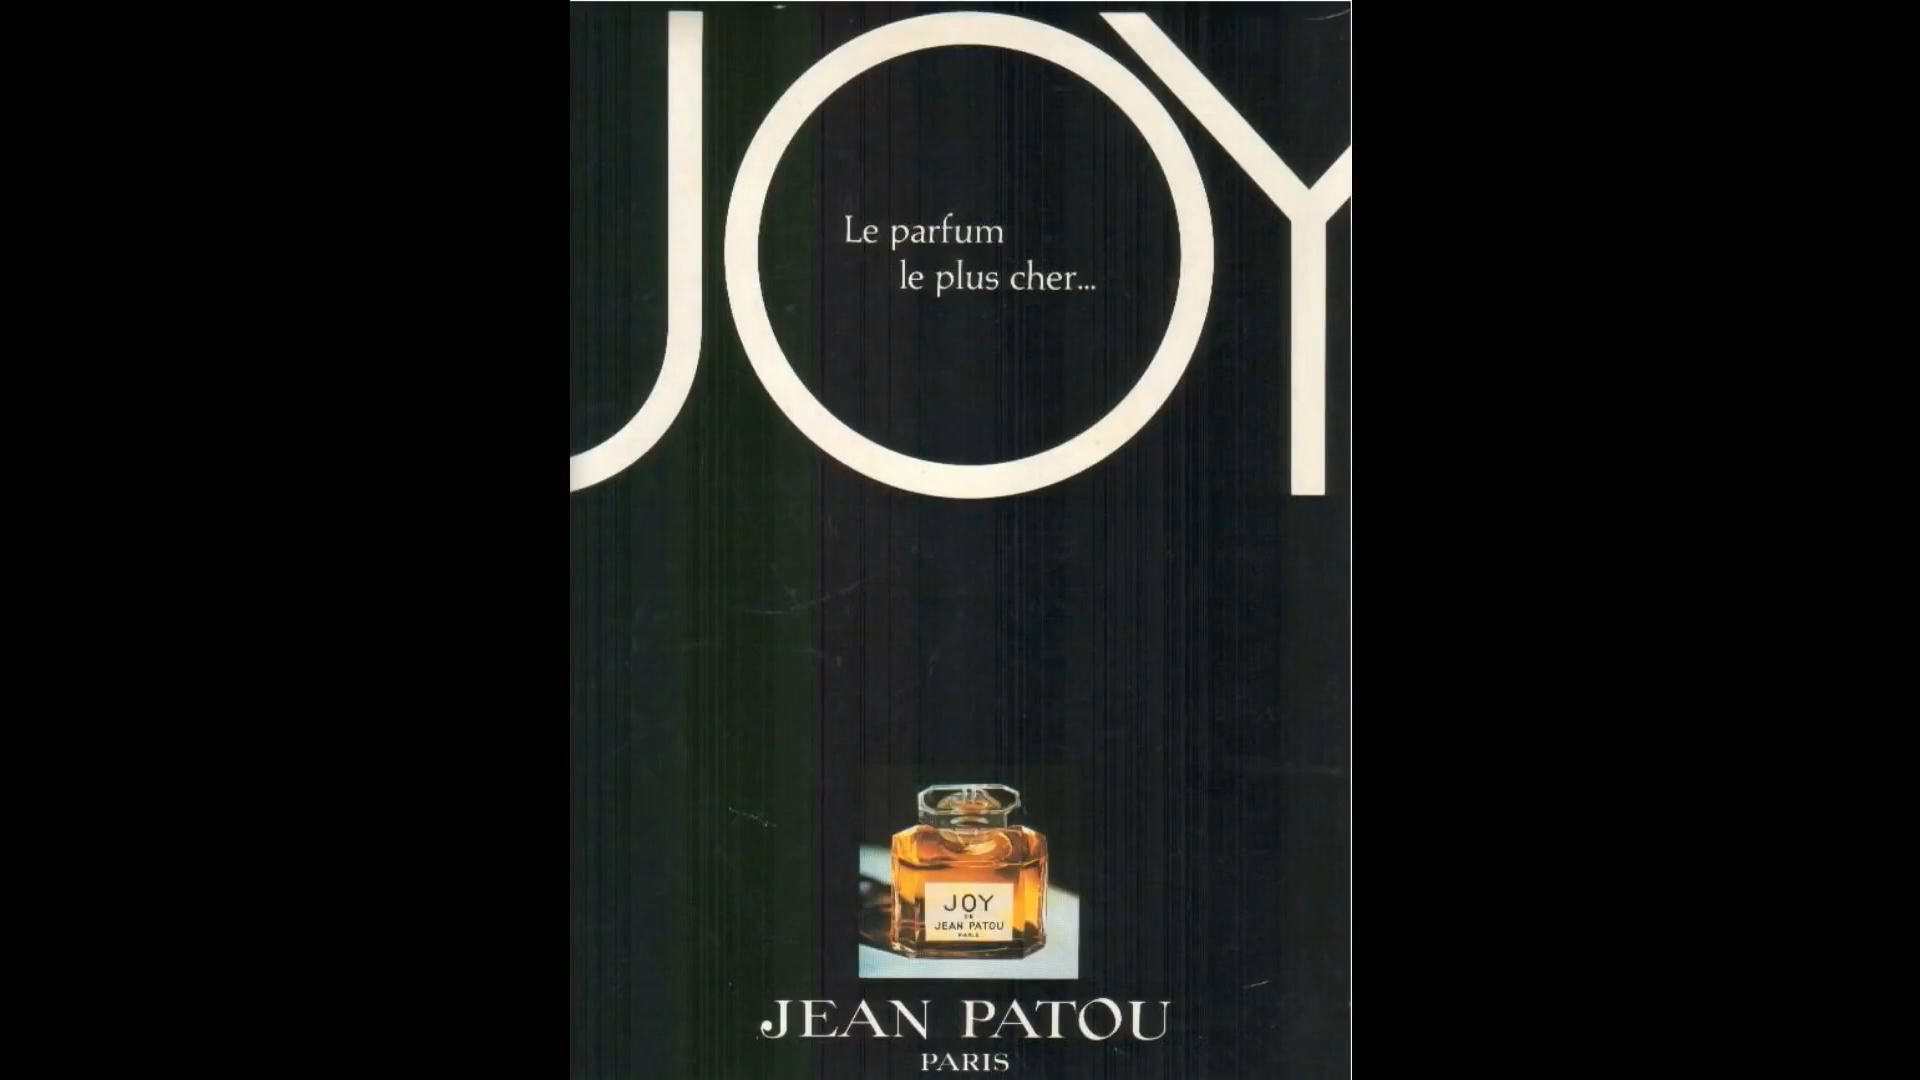 JOY
Le parfum
le plus cher...
JOY
DE
JEAN PATOU
PARIS
JEAN PATOU
PARIS